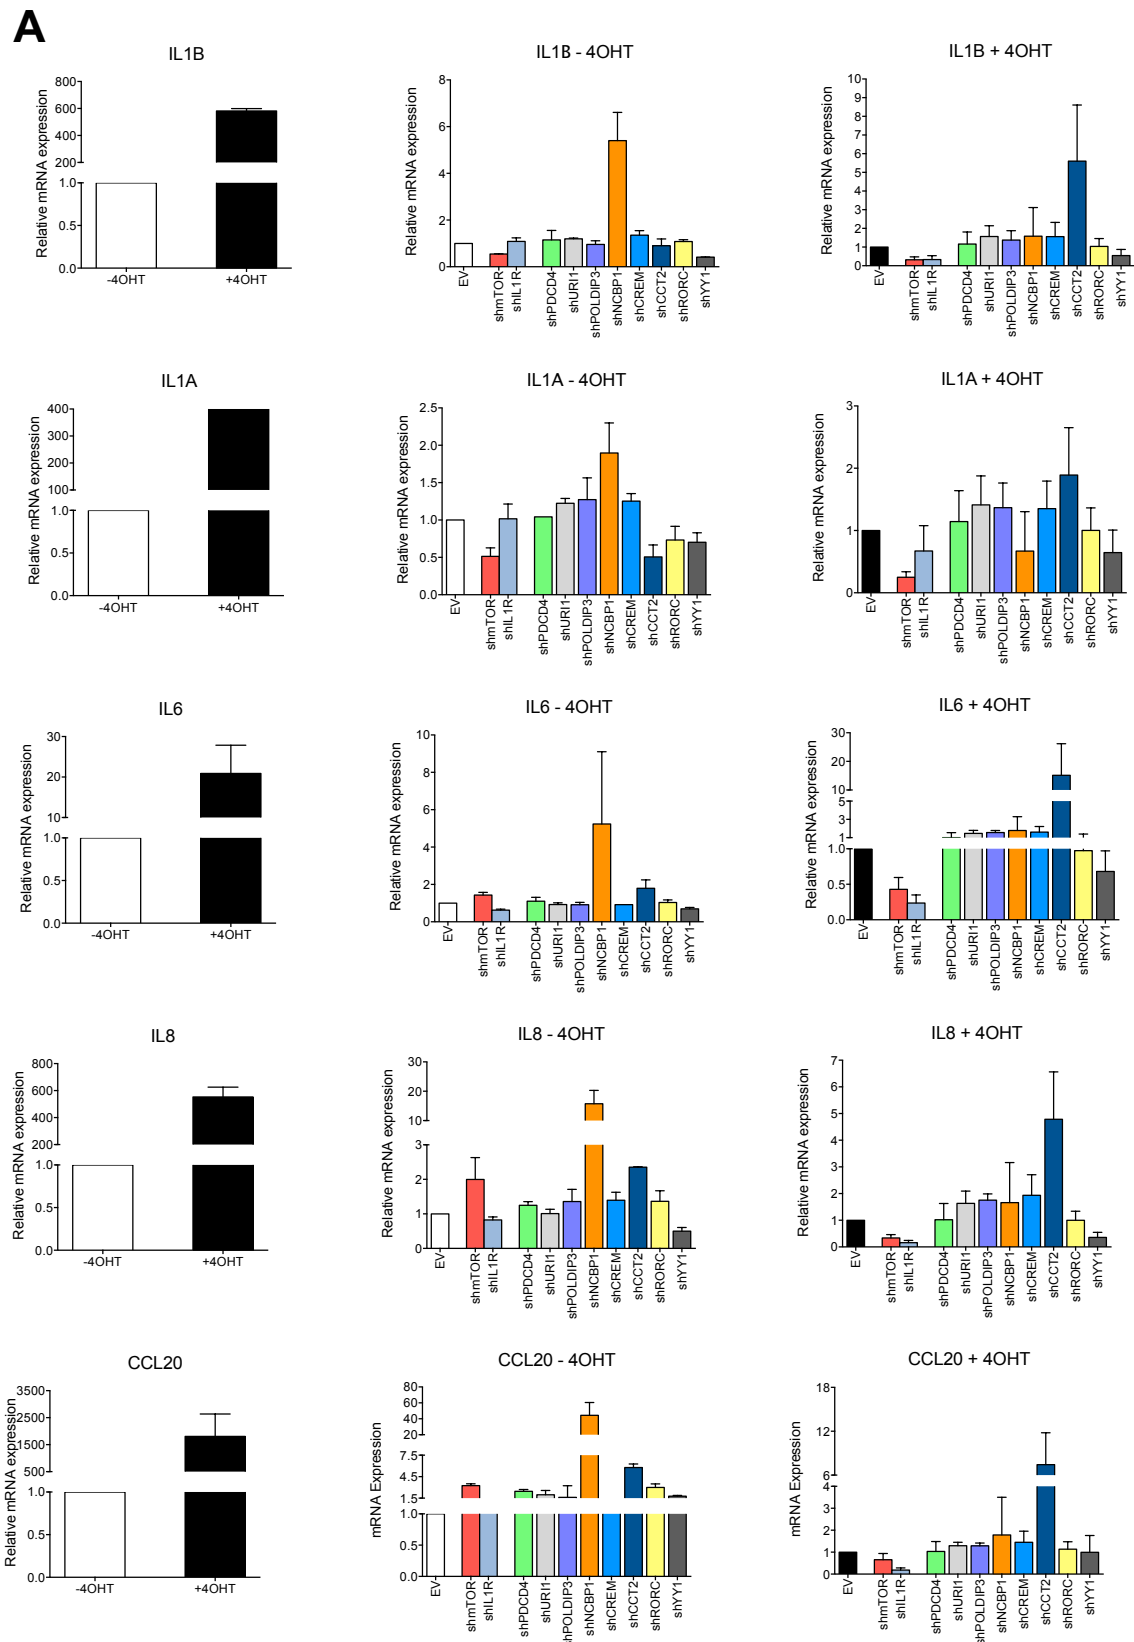 A
IL1B
Relative mRNA expression
800
600
400
200
1.0
0.5
0.0
-4OHT
+4OHT
IL1B - 4OHT
Relative mRNA expression
8
6
4
2
0
EV
shmTOR
shIL1R
shPDCD4
shURI1
shPOLDIP3
shNCBP1
shCREM
shCCT2
shRORC
shYY1
IL1B + 4OHT
Relative mRNA expression
10
9
8
7
6
5
4
3
2
1
0
EV
shmTOR
shIL1R
shPDCD4
shURI1
shPOLDIP3
shNCBP1
shCREM
shCCT2
shRORC
shYY1
IL1A
Relative mRNA expression
400
300
200
100
1.0
0.5
0.0
-4OHT
+4OHT
IL1A - 4OHT
Relative mRNA expression
2.5
2.0
1.5
1.0
0.5
0.0
EV
shmTOR
shIL1R
shPDCD4
shURI1
shPOLDIP3
shNCBP1
shCREM
shCCT2
shRORC
shYY1
IL1A + 4OHT
Relative mRNA expression
3
2
1
0
EV
shmTOR
shIL1R
shPDCD4
shURI1
shPOLDIP3
shNCBP1
shCREM
shCCT2
shRORC
shYY1
IL6
Relative mRNA expression
30
20
10
1.0
0.5
0.0
-4OHT
+4OHT
IL6 - 4OHT
Relative mRNA expression
10
8
6
4
2
0
EV
shmTOR
shIL1R
shPDCD4
shURI1
shPOLDIP3
shNCBP1
shCREM
shCCT2
shRORC
shYY1
IL6 + 4OHT
Relative mRNA expression
30
20
10
5
1
1.0
0.5
0.0
EV
shmTOR
shIL1R
shPDCD4
shURI1
shPOLDIP3
shNCBP1
shCREM
shCCT2
shRORC
shYY1
IL8
Relative mRNA expression
800
600
400
200
1.0
0.5
0.0
-4OHT
+4OHT
IL8 - 4OHT
Relative mRNA expression
30
20
10
3
2
1
0
EV
shmTOR
shIL1R
shPDCD4
shURI1
shPOLDIP3
shNCBP1
shCREM
shCCT2
shRORC
shYY1
IL8 + 4OHT
Relative mRNA expression
7
6
5
4
3
2
1
0
EV
shmTOR
shIL1R
shPDCD4
shURI1
shPOLDIP3
shNCBP1
shCREM
shCCT2
shRORC
shYY1
CCL20
Relative mRNA expression
3500
2500
1500
500
1.0
0.5
0.0
-4OHT
+4OHT
CCL20 - 4OHT
mRNA Expression
80
60
40
20
7.5
4.5
1.5
1.0
0.5
0.0
EV
shmTOR
shIL1R
shPDCD4
shURI1
shPOLDIP3
shNCBP1
shCREM
shCCT2
shRORC
shYY1
CCL20 + 4OHT
mRNA Expression
18
12
6
4
3
2
1
0
EV
shmTOR
shIL1R
shPDCD4
shURI1
shPOLDIP3
shNCBP1
shCREM
shCCT2
shRORC
shYY1